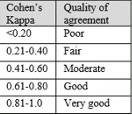 Cohen's Kappa Quality of agreement
<0.20 Poor
0.21-0.40 Fair
0.41-0.60 Moderate
0.61-0.80 Good
0.81-1.0 Very good